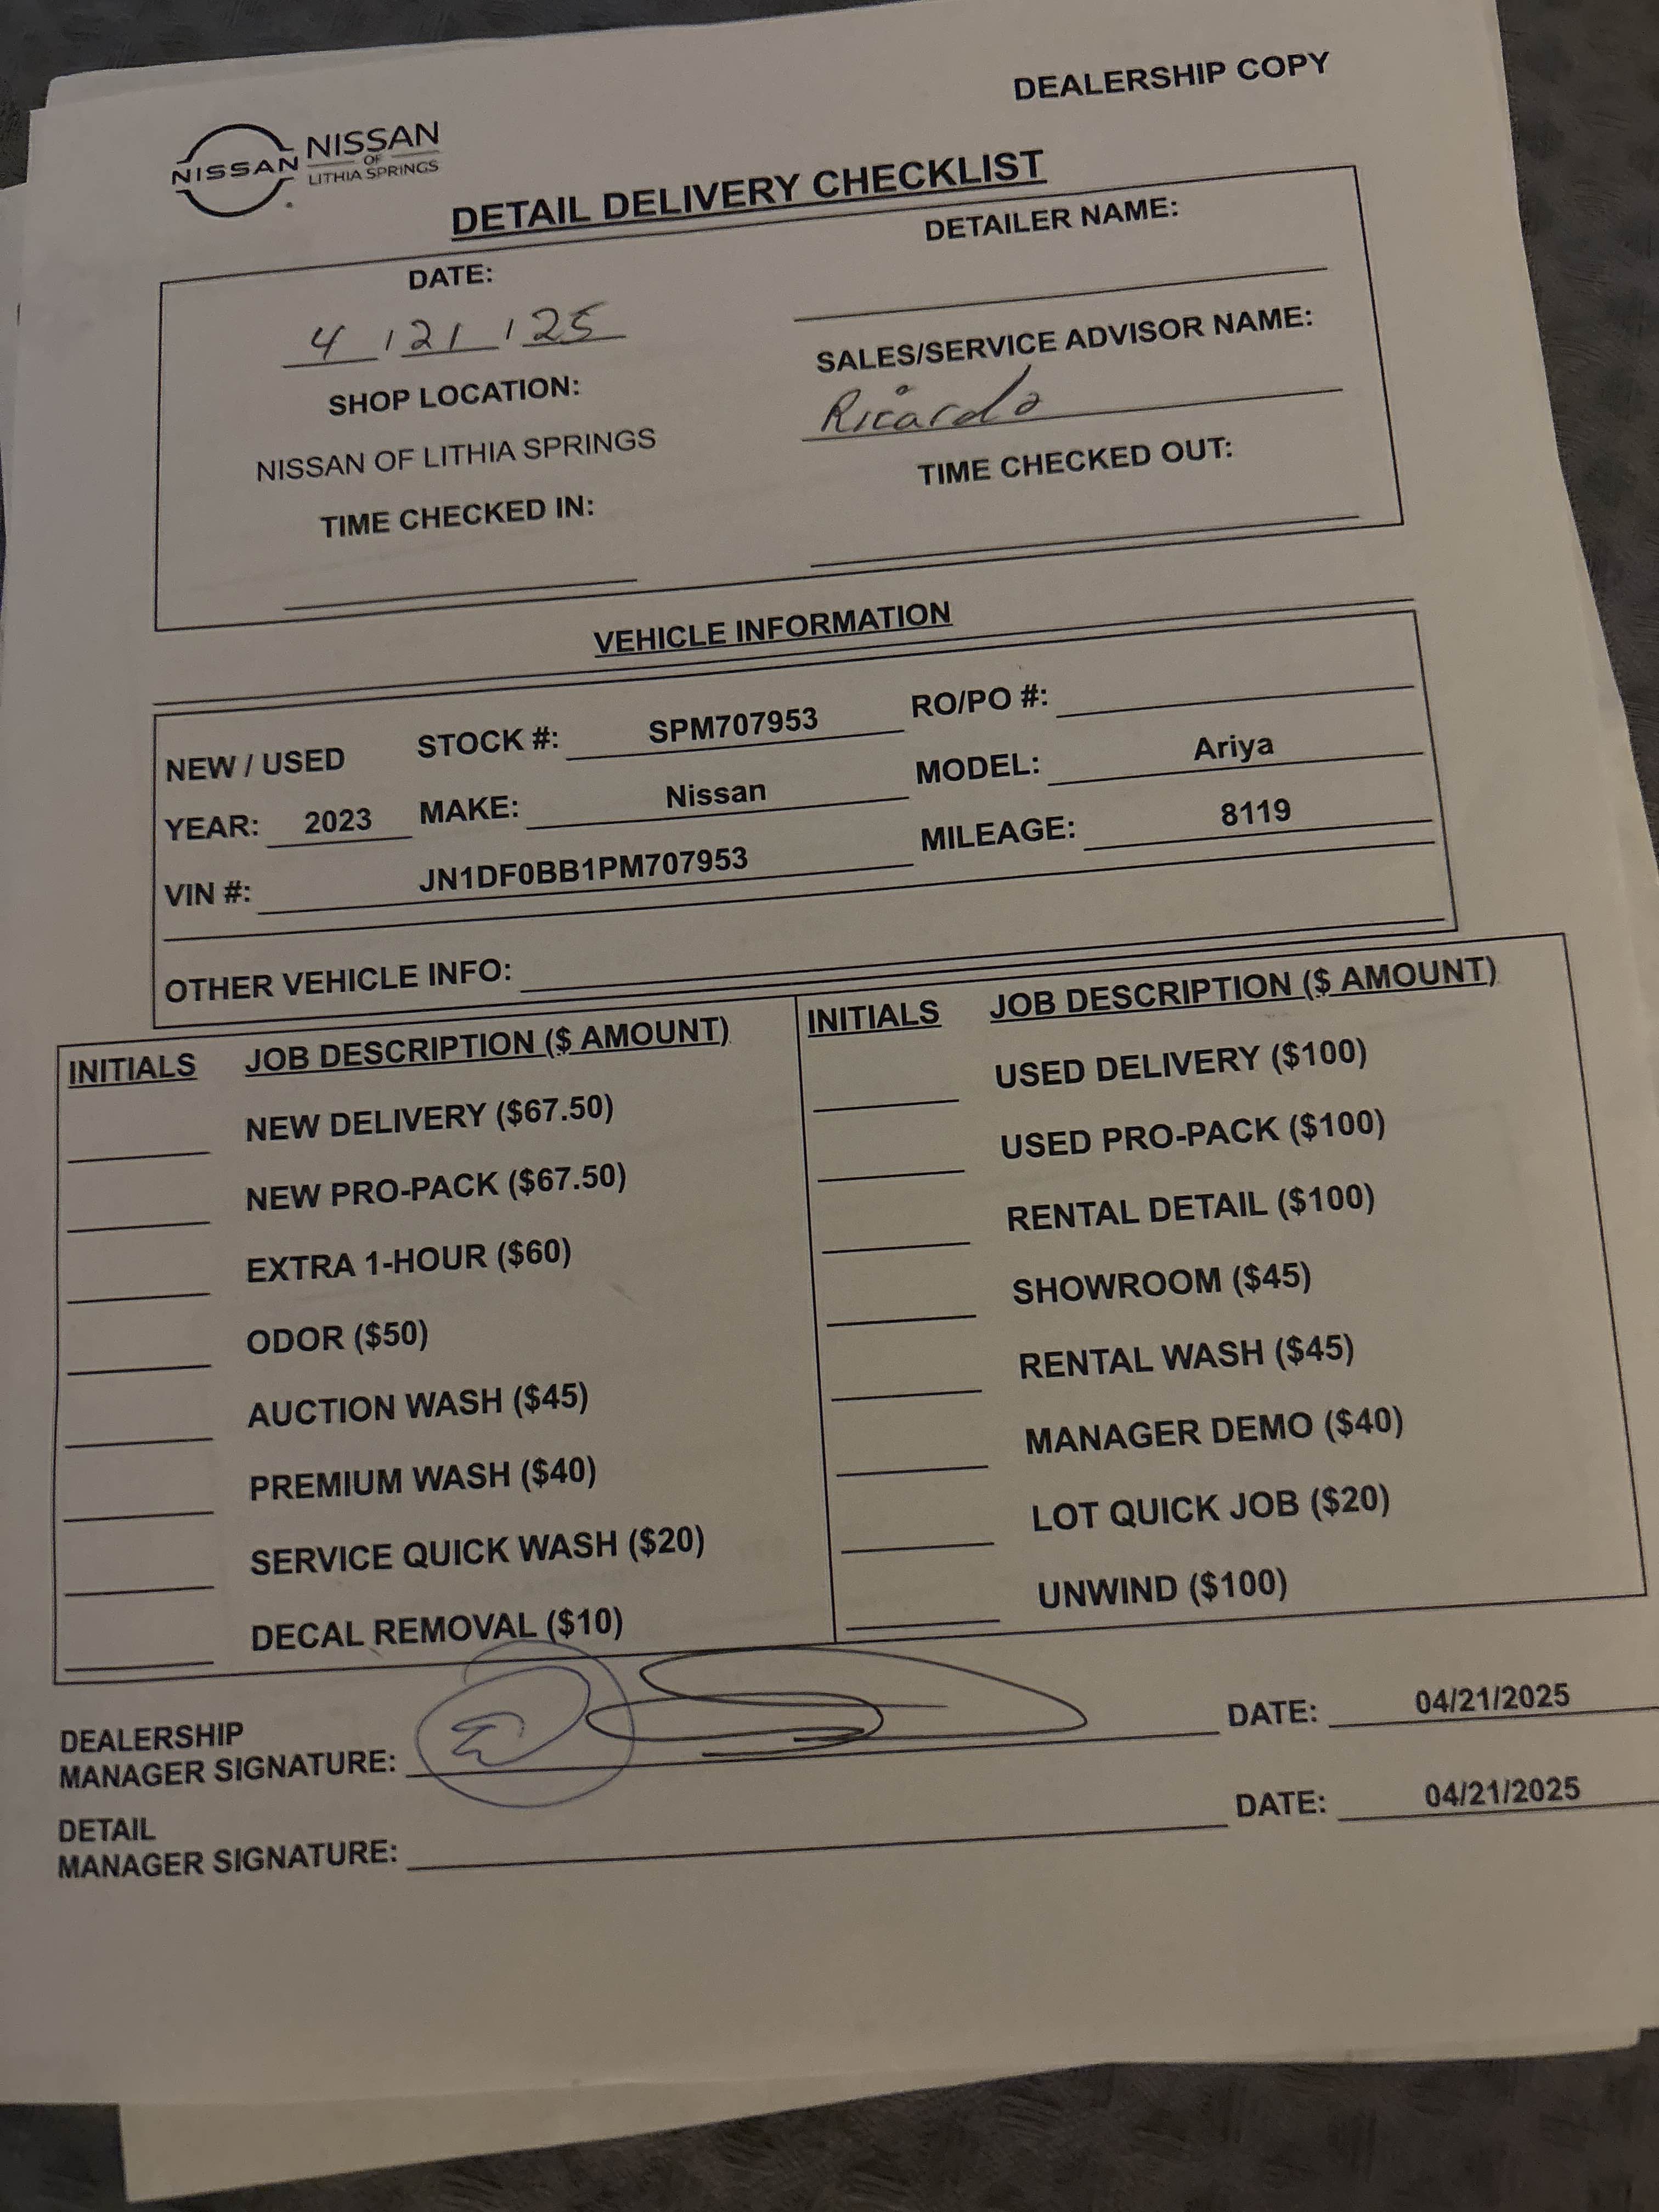 DEALERSHIP COPY
NISSAN NISSAN
OF
LITHIA SPRINGS
DETAIL DELIVERY CHECKLIST
DATE:
4 / 21 / 25
DETAILER NAME:
SHOP LOCATION:
NISSAN OF LITHIA SPRINGS
SALES/SERVICE ADVISOR NAME:
Ricardo
TIME CHECKED IN:
TIME CHECKED OUT:
VEHICLE INFORMATION
NEW / USED STOCK #: SPM707953 RO/PO #:
YEAR: 2023 MAKE: Nissan MODEL: Ariya
VIN #: JN1DF0BB1PM707953 MILEAGE: 8119
OTHER VEHICLE INFO:
INITIALS JOB DESCRIPTION ($ AMOUNT)
NEW DELIVERY ($67.50)
NEW PRO-PACK ($67.50)
EXTRA 1-HOUR ($60)
ODOR ($50)
AUCTION WASH ($45)
PREMIUM WASH ($40)
SERVICE QUICK WASH ($20)
DECAL REMOVAL ($10)
INITIALS JOB DESCRIPTION ($ AMOUNT)
USED DELIVERY ($100)
USED PRO-PACK ($100)
RENTAL DETAIL ($100)
SHOWROOM ($45)
RENTAL WASH ($45)
MANAGER DEMO ($40)
LOT QUICK JOB ($20)
UNWIND ($100)
DEALERSHIP
MANAGER SIGNATURE: DATE: 04/21/2025
DETAIL
MANAGER SIGNATURE: DATE: 04/21/2025